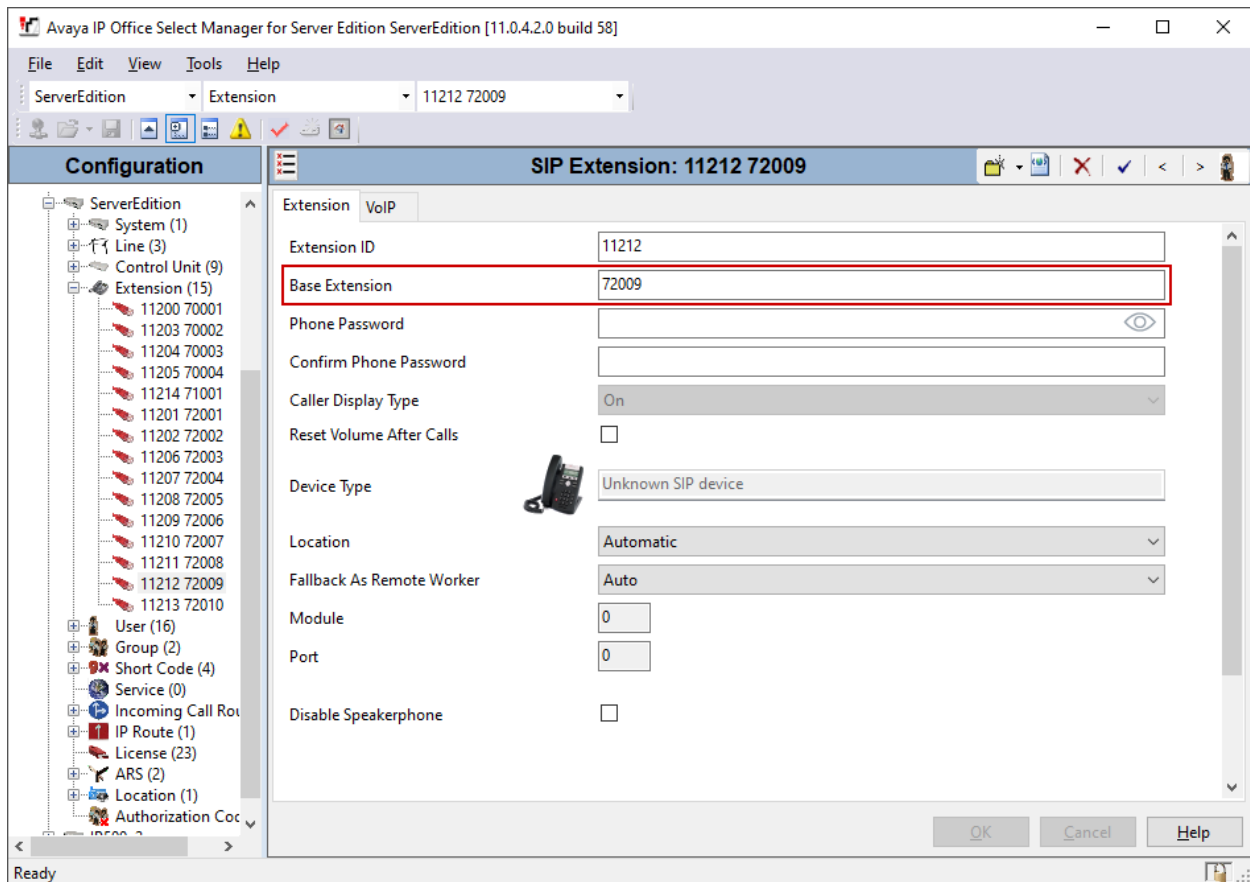 Avaya IP Office Select Manager for Server Edition ServerEdition [11.0.4.2.0 build 58]
File Edit View Tools Help
ServerEdition Extension 11212 72009
Configuration
ServerEdition
System (1)
Line (3)
Control Unit (9)
Extension (15)
11200 70001
11203 70002
11204 70003
11205 70004
11214 71001
11201 72001
11202 72002
11206 72003
11207 72004
11208 72005
11209 72006
11210 72007
11211 72008
11212 72009
11213 72010
User (16)
Group (2)
Short Code (4)
Service (0)
Incoming Call Rou
IP Route (1)
License (23)
ARS (2)
Location (1)
Authorization Coc
SIP Extension: 11212 72009
Extension VoIP
Extension ID 11212
Base Extension 72009
Phone Password
Confirm Phone Password
Caller Display Type On
Reset Volume After Calls
Device Type Unknown SIP device
Location Automatic
Fallback As Remote Worker Auto
Module 0
Port 0
Disable Speakerphone
OK Cancel Help
Ready